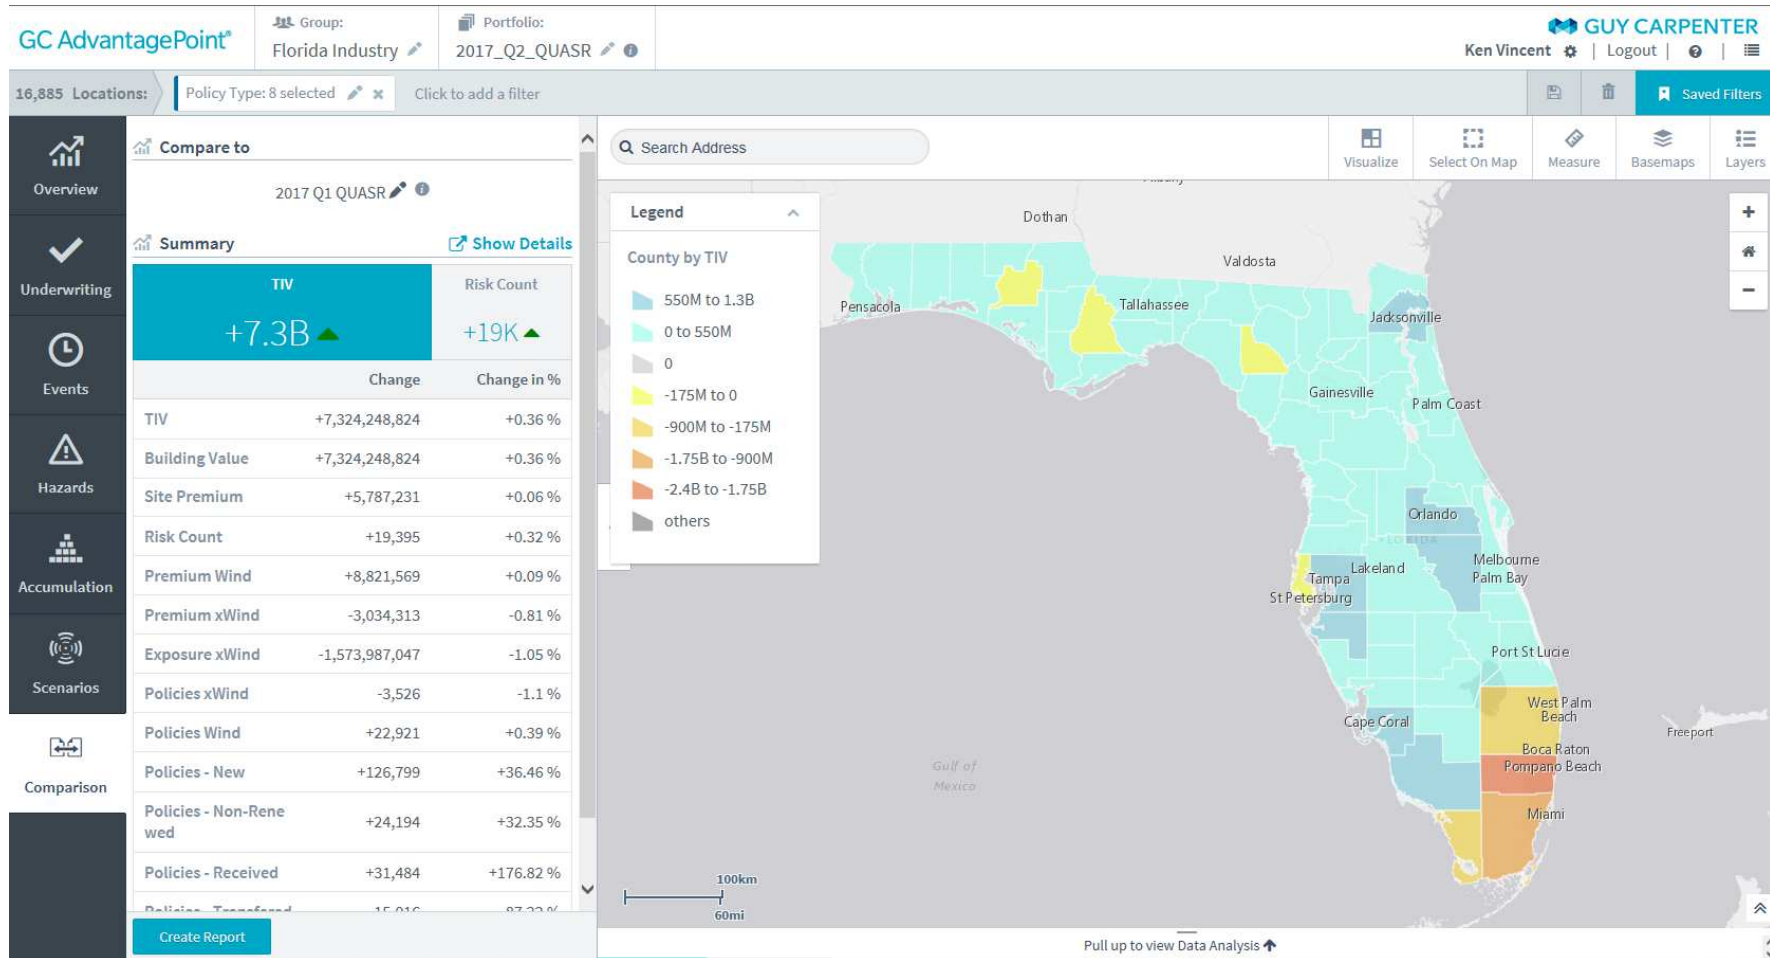 GC AdvantagePoint®
Group:
Florida Industry
Portfolio:
2017_Q2_QUASR
GUY CARPENTER
Ken Vincent | Logout | |
16,885 Locations:
Policy Type: 8 selected
Click to add a filter
Saved Filters
Overview
Underwriting
Events
Hazards
Accumulation
Scenarios
Comparison
Compare to
2017 Q1 QUASR
Summary
Show Details
TIV
+7.3B
Risk Count
+19K
Change Change in %
TIV +7,324,248,824 +0.36 %
Building Value +7,324,248,824 +0.36 %
Site Premium +5,787,231 +0.06 %
Risk Count +19,395 +0.32 %
Premium Wind +8,821,569 +0.09 %
Premium xWind -3,034,313 -0.81 %
Exposure xWind -1,573,987,047 -1.05 %
Policies xWind -3,526 -1.1 %
Policies Wind +22,921 +0.39 %
Policies - New +126,799 +36.46 %
Policies - Non-Rene
wed +24,194 +32.35 %
Policies - Received +31,484 +176.82 %
Create Report
Search Address
Visualize
Select On Map
Measure
Basemaps
Layers
Legend
County by TIV
550M to 1.3B
0 to 550M
0
-175M to 0
-900M to -175M
-1.75B to -900M
-2.4B to -1.75B
others
Dothan
Valdosta
Pensacola
Tallahassee
Jacksonville
Gainesville
Palm Coast
Orlando
FLORIDA
Melbourne
Palm Bay
Lakeland
Tampa
St Petersburg
Port St Lucie
West Palm
Beach
Cape Coral
Freeport
Boca Raton
Pompano Beach
Gulf of
Mexico
Miami
100km
60mi
Pull up to view Data Analysis